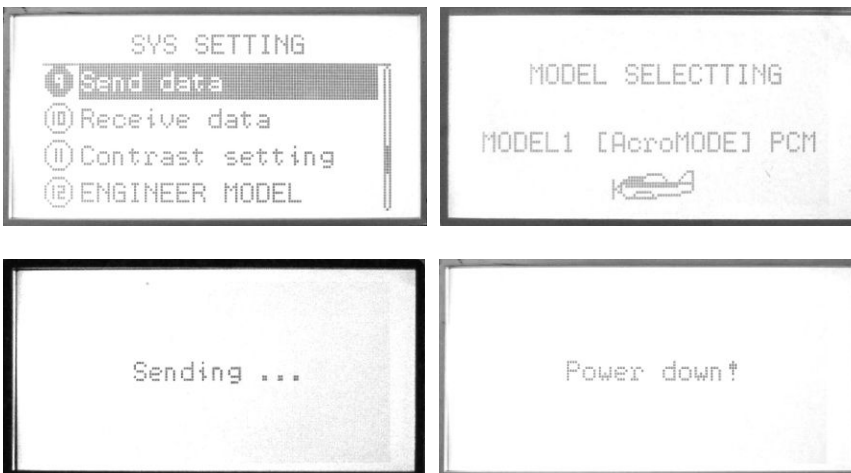 SYS SETTING
⑨ Send data
⑩ Receive data
⑪ Contrast setting
⑫ ENGINEER MODEL
MODEL SELECTTING
MODEL1 [AcroMODE] PCM
Sending ...
Power down!